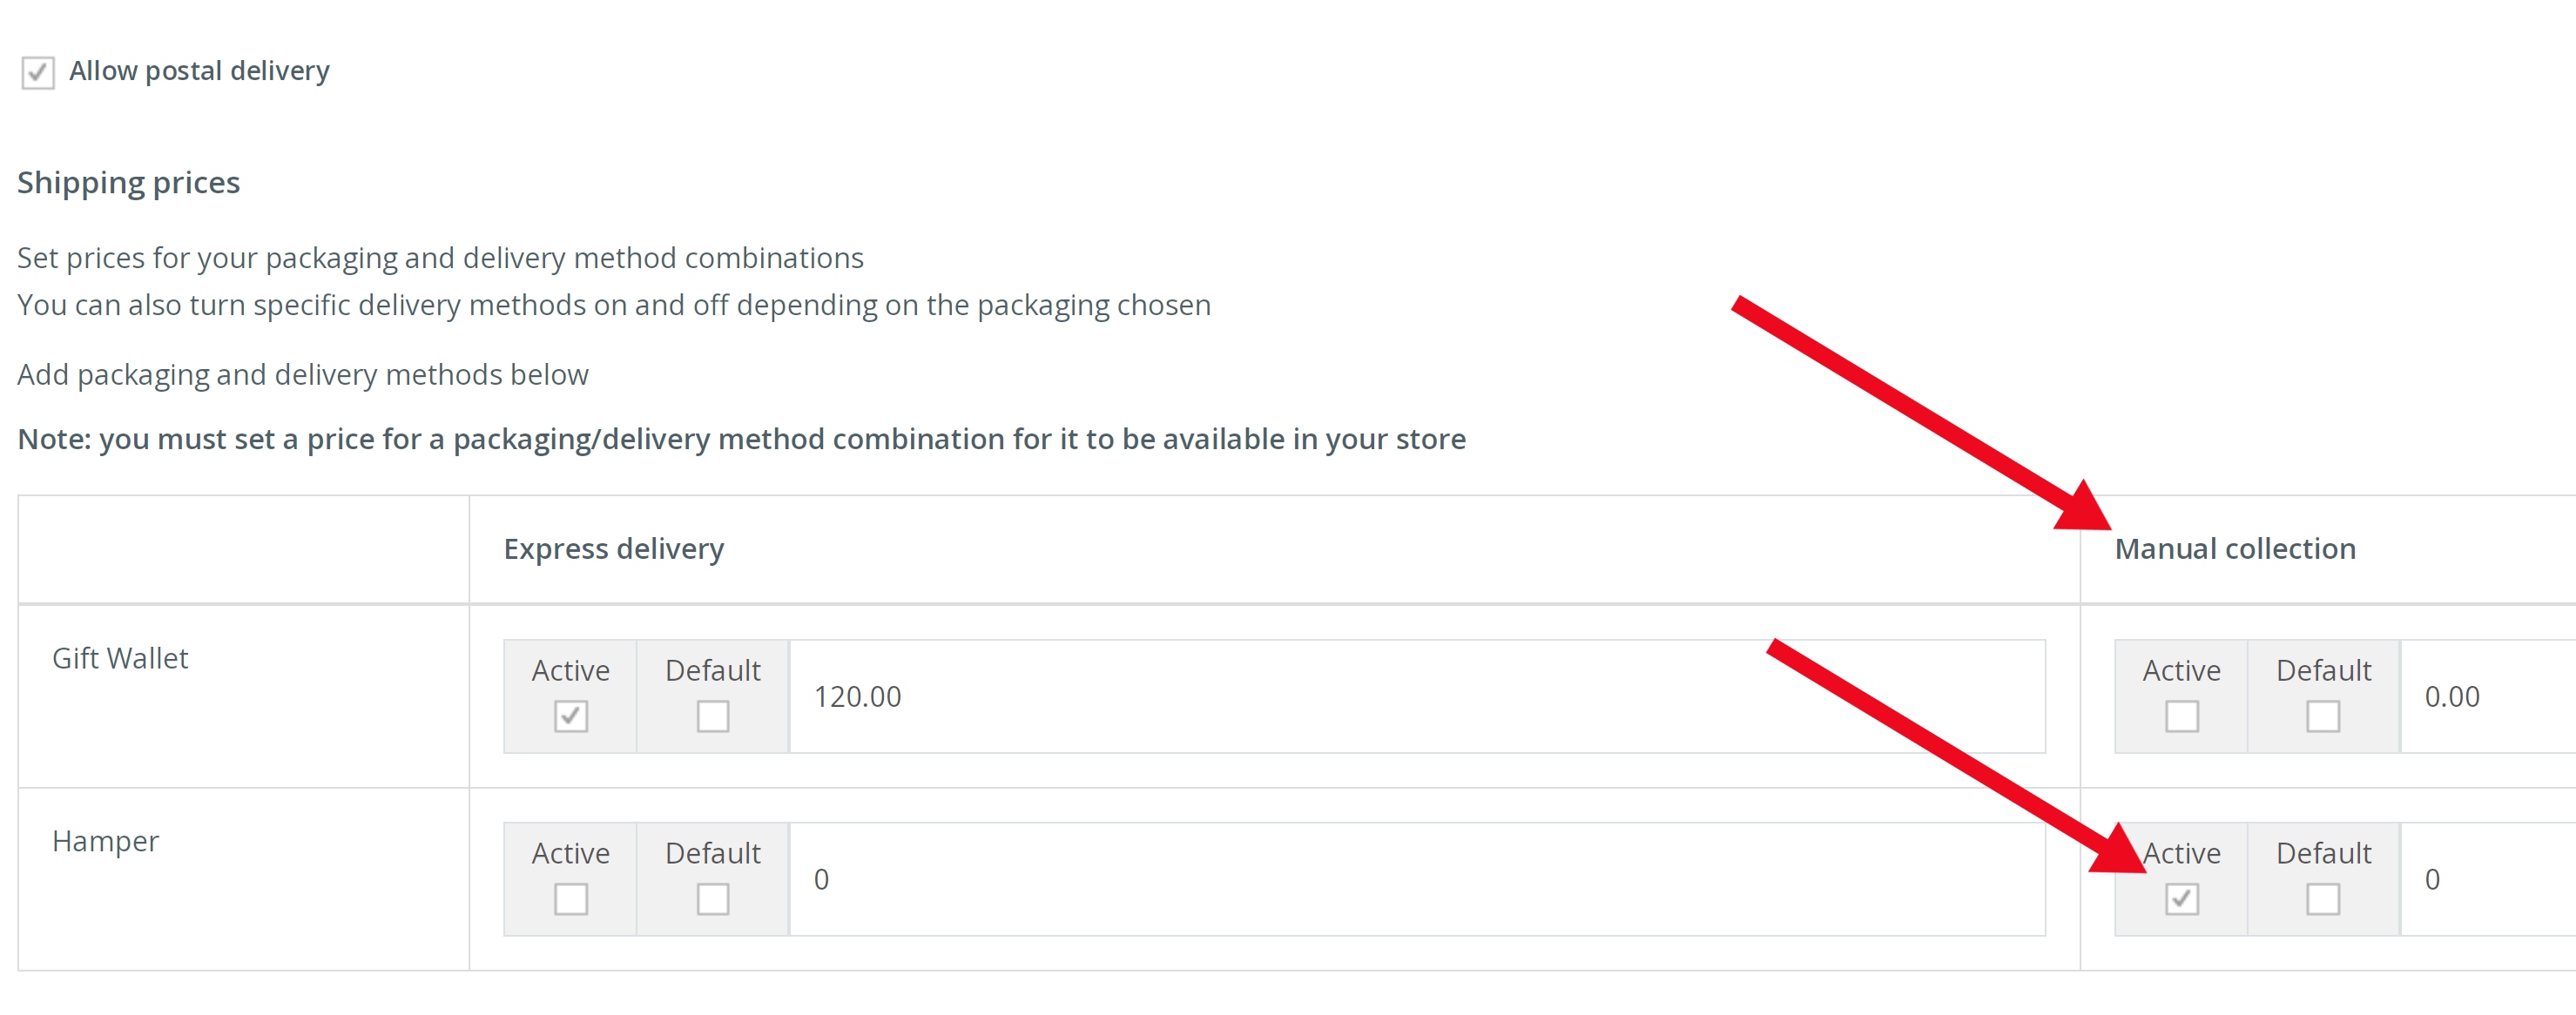 Allow postal delivery
Shipping prices
Set prices for your packaging and delivery method combinations
You can also turn specific delivery methods on and off depending on the packaging chosen
Add packaging and delivery methods below
Note: you must set a price for a packaging/delivery method combination for it to be available in your store
Express delivery Manual collection
Gift Wallet Active Default 120.00 Active Default 0.00
Hamper Active Default 0 Active Default 0